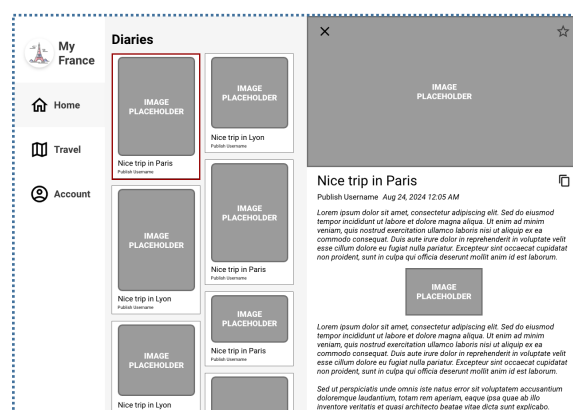 My
France
Home
Travel
Account
Diaries
IMAGE
PLACEHOLDER
Nice trip in Paris
Publish Username
IMAGE
PLACEHOLDER
Nice trip in Lyon
Publish Username
IMAGE
PLACEHOLDER
Nice trip in Lyon
Publish Username
IMAGE
PLACEHOLDER
Nice trip in Paris
Publish Username
IMAGE
PLACEHOLDER
Nice trip in Lyon
IMAGE
PLACEHOLDER
Nice trip in Paris
Publish Username
IMAGE
PLACEHOLDER
Nice trip in Paris
Publish Username Aug 24, 2024 12:05 AM
Lorem ipsum dolor sit amet, consectetur adipiscing elit. Sed do eiusmod
tempor incididunt ut labore et dolore magna aliqua. Ut enim ad minim
veniam, quis nostrud exercitation ullamco laboris nisi ut aliquip ex ea
commodo consequat. Duis aute irure dolor in reprehenderit in voluptate velit
esse cillum dolore eu fugiat nulla pariatur. Excepteur sint occaecat cupidatat
non proident, sunt in culpa qui officia deserunt mollit anim id est laborum.
IMAGE
PLACEHOLDER
Lorem ipsum dolor sit amet, consectetur adipiscing elit. Sed do eiusmod
tempor incididunt ut labore et dolore magna aliqua. Ut enim ad minim
veniam, quis nostrud exercitation ullamco laboris nisi ut aliquip ex ea
commodo consequat. Duis aute irure dolor in reprehenderit in voluptate velit
esse cillum dolore eu fugiat nulla pariatur. Excepteur sint occaecat cupidatat
non proident, sunt in culpa qui officia deserunt mollit anim id est laborum.
Sed ut perspiciatis unde omnis iste natus error sit voluptatem accusantium
doloremque laudantium, totam rem aperiam, eaque ipsa quae ab illo
inventore veritatis et quasi architecto beatae vitae dicta sunt explicabo.